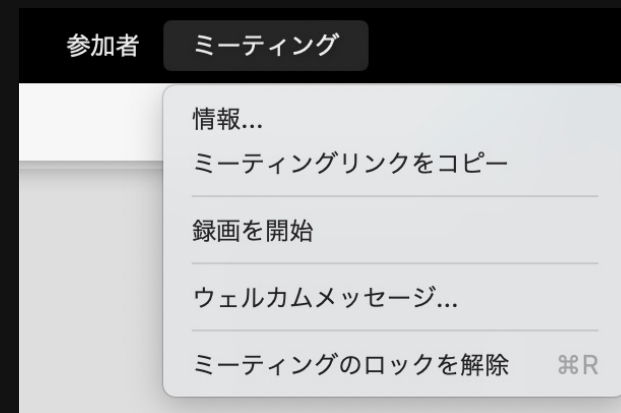 参加者 ミーティング
情報...
ミーティングリンクをコピー
録画を開始
ウェルカムメッセージ...
ミーティングのロックを解除 ⌘R